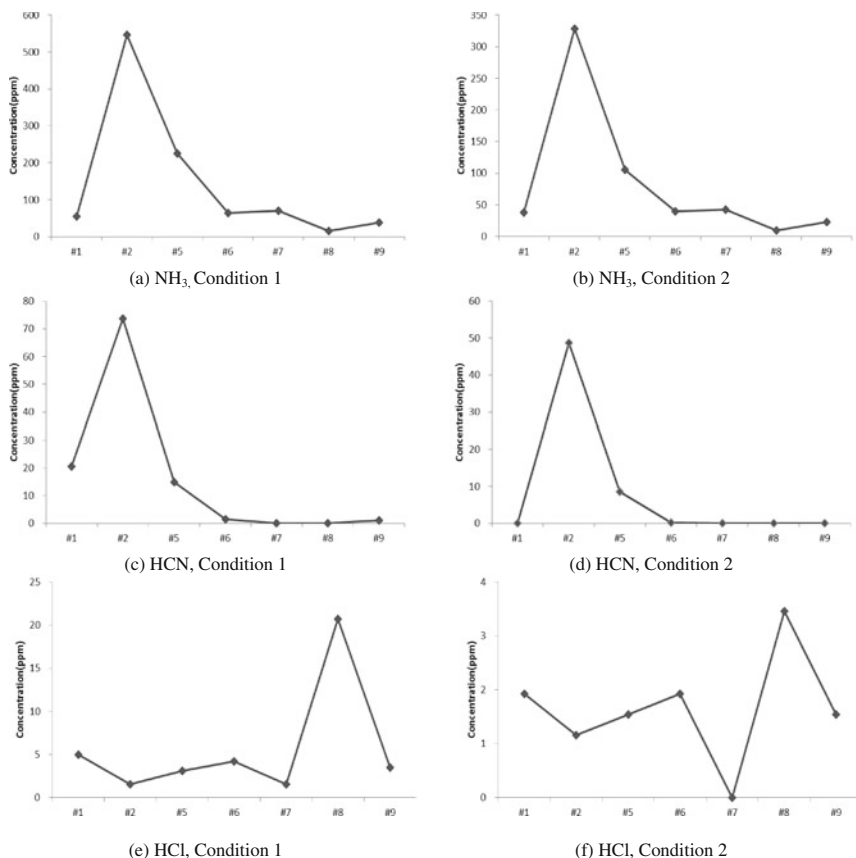 600
500
400
300
200
100
0
Concentration(ppm)
#1 #2 #5 #6 #7 #8 #9
(a) NH₃, Condition 1
350
300
250
200
150
100
50
0
Concentration(ppm)
#1 #2 #5 #6 #7 #8 #9
(b) NH₃, Condition 2
80
70
60
50
40
30
20
10
0
Concentration(ppm)
#1 #2 #5 #6 #7 #8 #9
(c) HCN, Condition 1
60
50
40
30
20
10
0
Concentration(ppm)
#1 #2 #5 #6 #7 #8 #9
(d) HCN, Condition 2
25
20
15
10
5
0
Concentration(ppm)
#1 #2 #5 #6 #7 #8 #9
(e) HCl, Condition 1
4
3
2
1
0
Concentration(ppm)
#1 #2 #5 #6 #7 #8 #9
(f) HCl, Condition 2